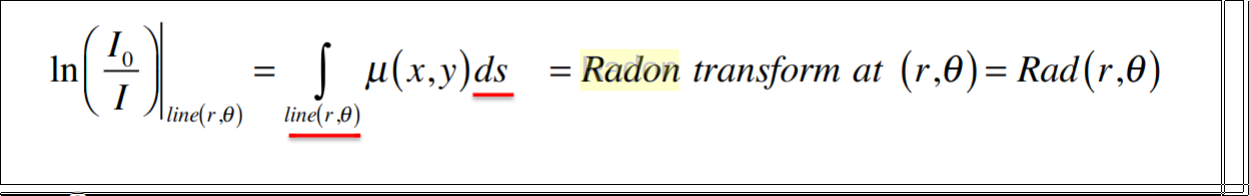 ln(I₀/I)|line(r,θ) = ∫line(r,θ) μ(x,y)ds = Radon transform at (r,θ)= Rad(r,θ)